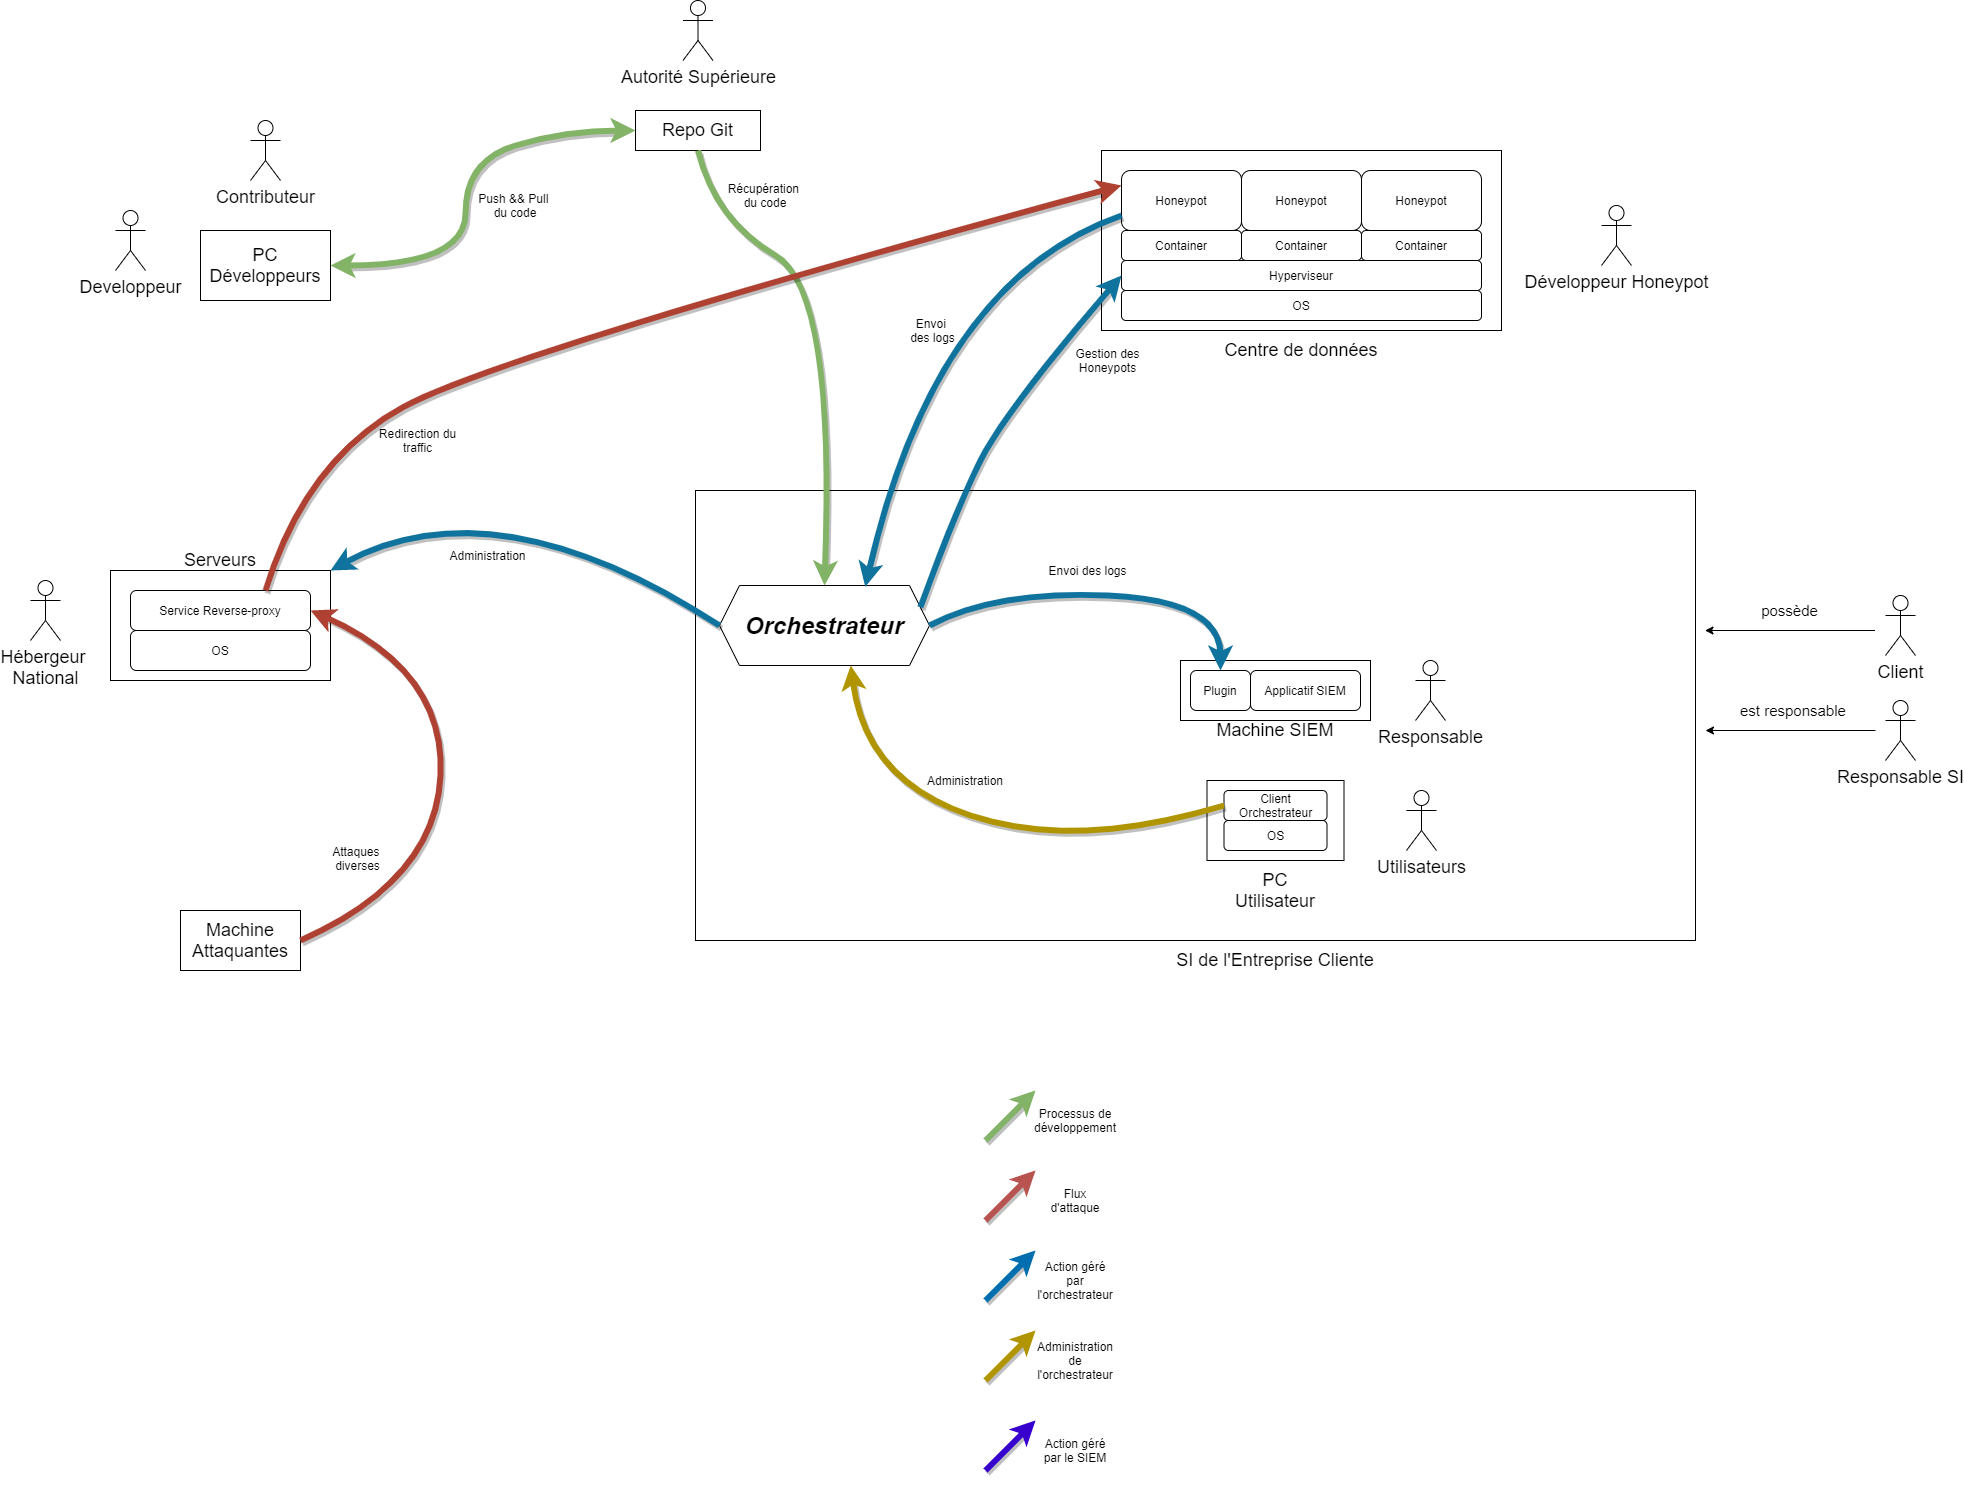 Autorité Supérieure
Repo Git
Contributeur
Push && Pull
du code
Récupération
du code
Developpeur
PC
Développeurs
Honeypot
Honeypot
Honeypot
Container
Container
Container
Hyperviseur
OS
Centre de données
Développeur Honeypot
Envoi
des logs
Gestion des
Honeypots
Redirection du
traffic
Serveurs
Service Reverse-proxy
OS
Hébergeur
National
Administration
Orchestrateur
Envoi des logs
Plugin
Applicatif SIEM
Machine SIEM
Responsable
Administration
Client
Orchestrateur
OS
PC
Utilisateur
Utilisateurs
SI de l'Entreprise Cliente
possède
Client
est responsable
Responsable SI
Attaques
diverses
Machine
Attaquantes
Processus de
développement
Flux
d'attaque
Action géré
par
l'orchestrateur
Administration
de
l'orchestrateur
Action géré
par le SIEM